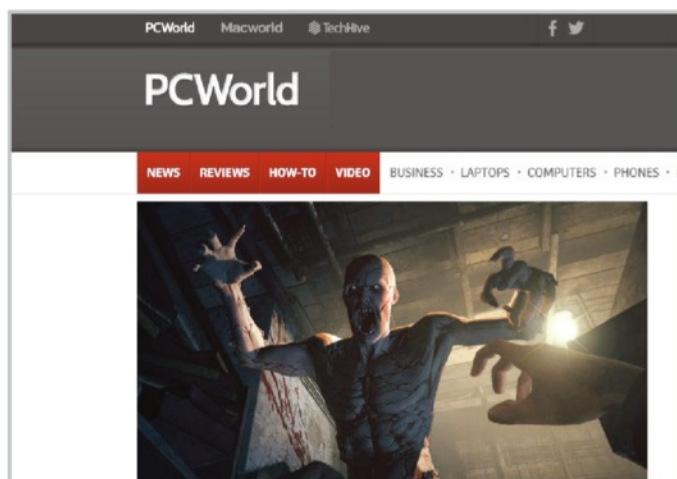 PCWorld Macworld TechHive
PCWorld
NEWS REVIEWS HOW-TO VIDEO BUSINESS · LAPTOPS · COMPUTERS · PHONES ·